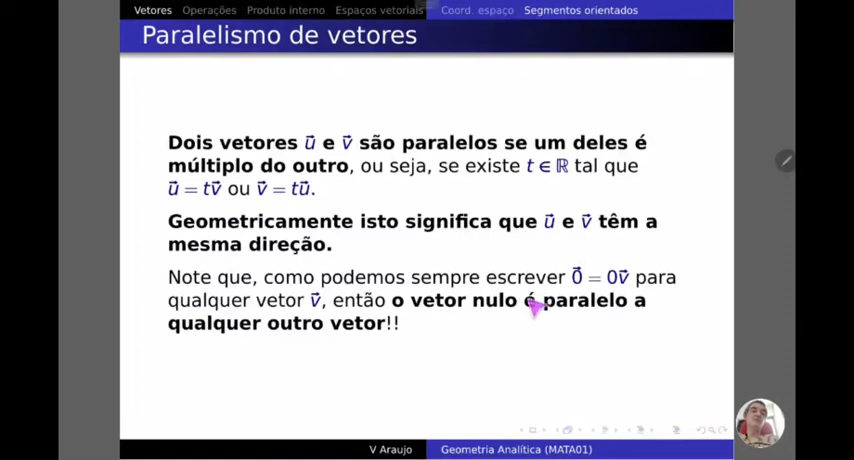 Vetores Operações Produto interno Espaços vetoriais Coord. espaço Segmentos orientados
Paralelismo de vetores
Dois vetores u⃗ e v⃗ são paralelos se um deles é
múltiplo do outro, ou seja, se existe t ∈ ℝ tal que
u⃗ = tv⃗ ou v⃗ = tu⃗.
Geometricamente isto significa que u⃗ e v⃗ têm a
mesma direção.
Note que, como podemos sempre escrever 0⃗ = 0v⃗ para
qualquer vetor v⃗, então o vetor nulo é paralelo a
qualquer outro vetor!!
V Araujo Geometria Analítica (MATA01)